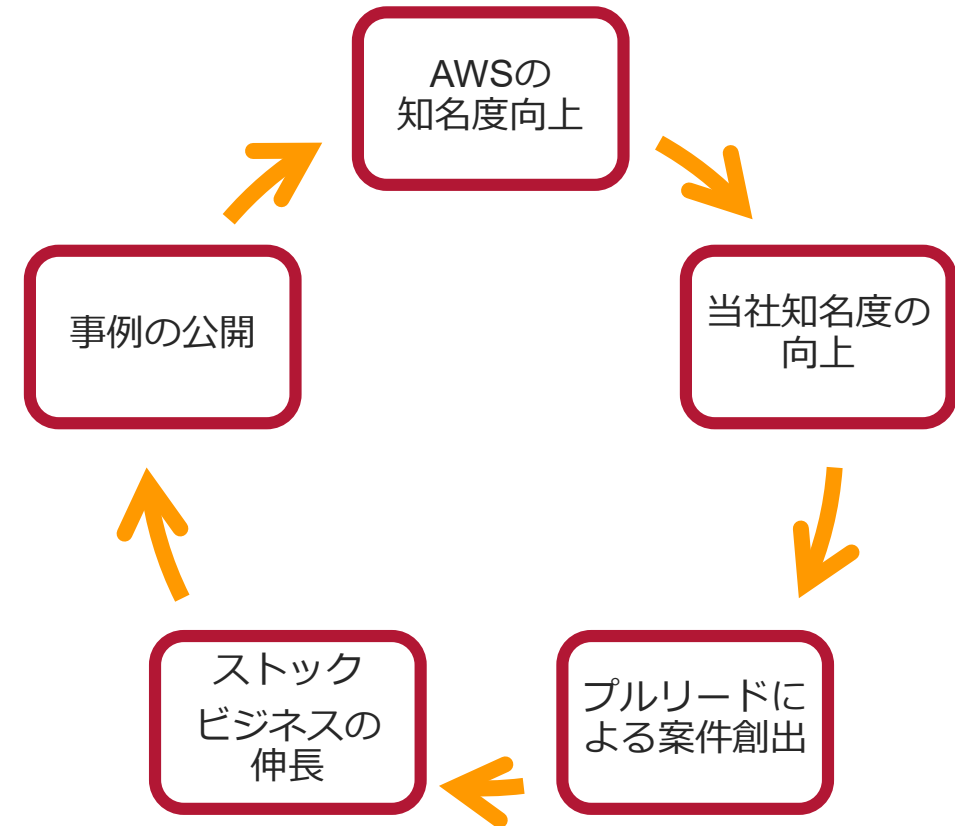 AWSの
知名度向上
当社知名度の
向上
プルリードに
よる案件創出
ストック
ビジネスの
伸長
事例の公開